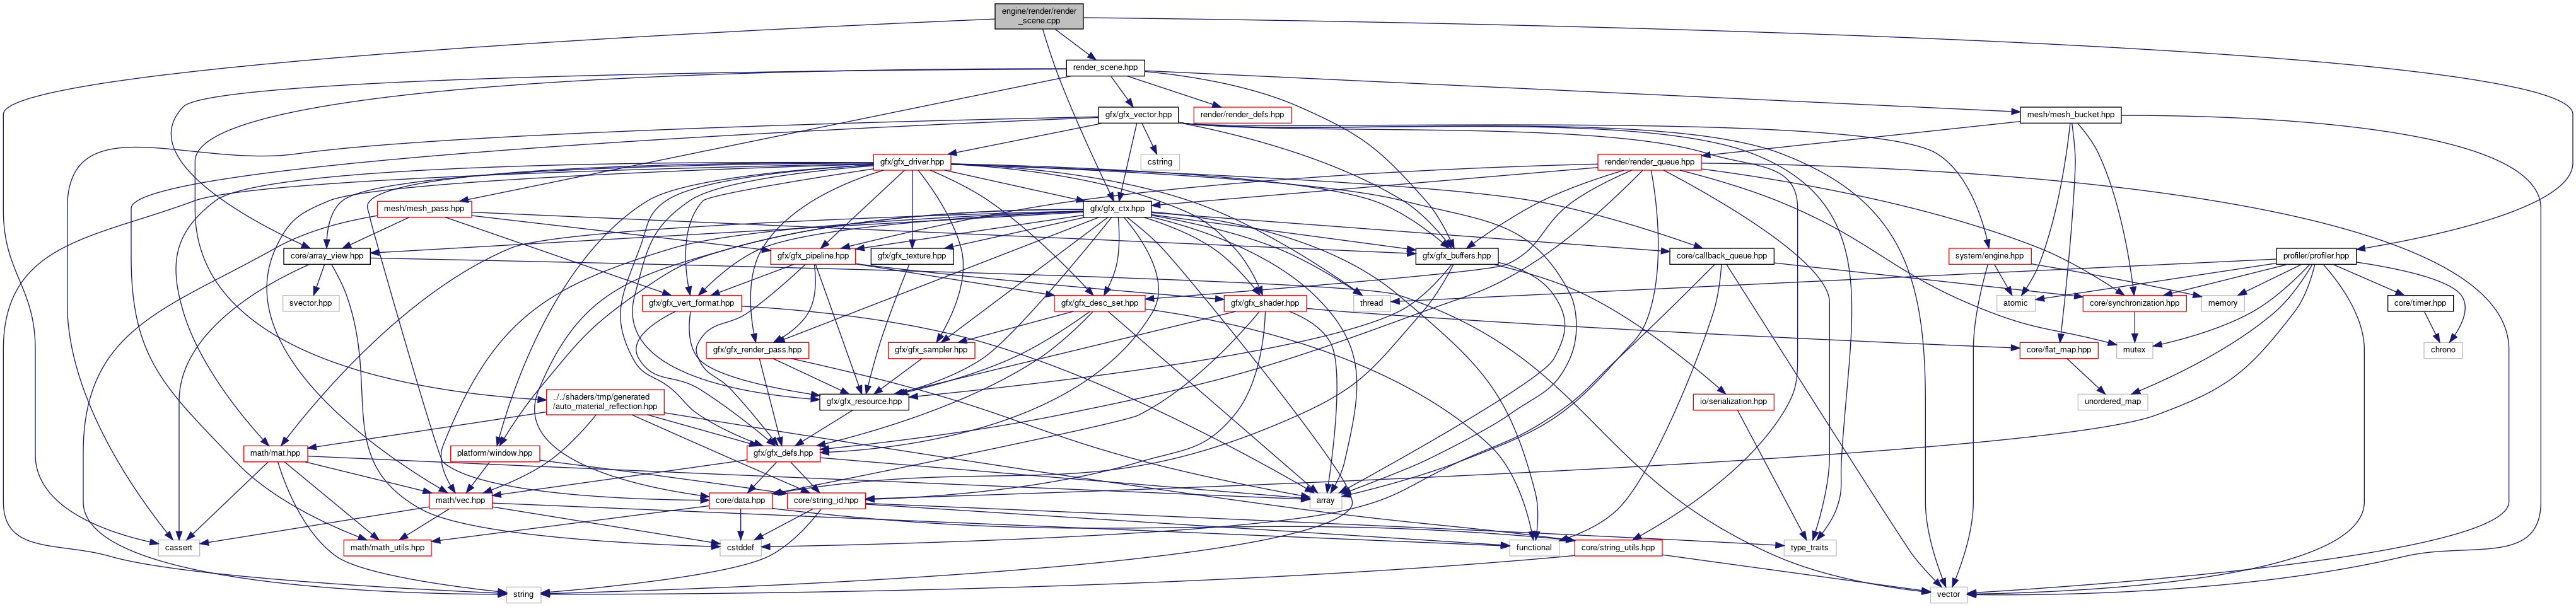 engine/render/render
_scene.cpp
render_scene.hpp
gfx/gfx_vector.hpp
render/render_defs.hpp
mesh/mesh_bucket.hpp
gfx/gfx_driver.hpp
cstring
render/render_queue.hpp
mesh/mesh_pass.hpp
gfx/gfx_ctx.hpp
core/array_view.hpp
gfx/gfx_pipeline.hpp
gfx/gfx_texture.hpp
gfx/gfx_buffers.hpp
core/callback_queue.hpp
system/engine.hpp
profiler/profiler.hpp
svector.hpp
gfx/gfx_vert_format.hpp
gfx/gfx_desc_set.hpp
gfx/gfx_shader.hpp
thread
atomic
core/synchronization.hpp
memory
core/timer.hpp
gfx/gfx_render_pass.hpp
gfx/gfx_sampler.hpp
core/flat_map.hpp
mutex
chrono
../../shaders/tmp/generated
/auto_material_reflection.hpp
gfx/gfx_resource.hpp
io/serialization.hpp
unordered_map
math/mat.hpp
platform/window.hpp
gfx/gfx_defs.hpp
math/vec.hpp
core/data.hpp
core/string_id.hpp
array
cassert
math/math_utils.hpp
cstddef
functional
core/string_utils.hpp
type_traits
string
vector